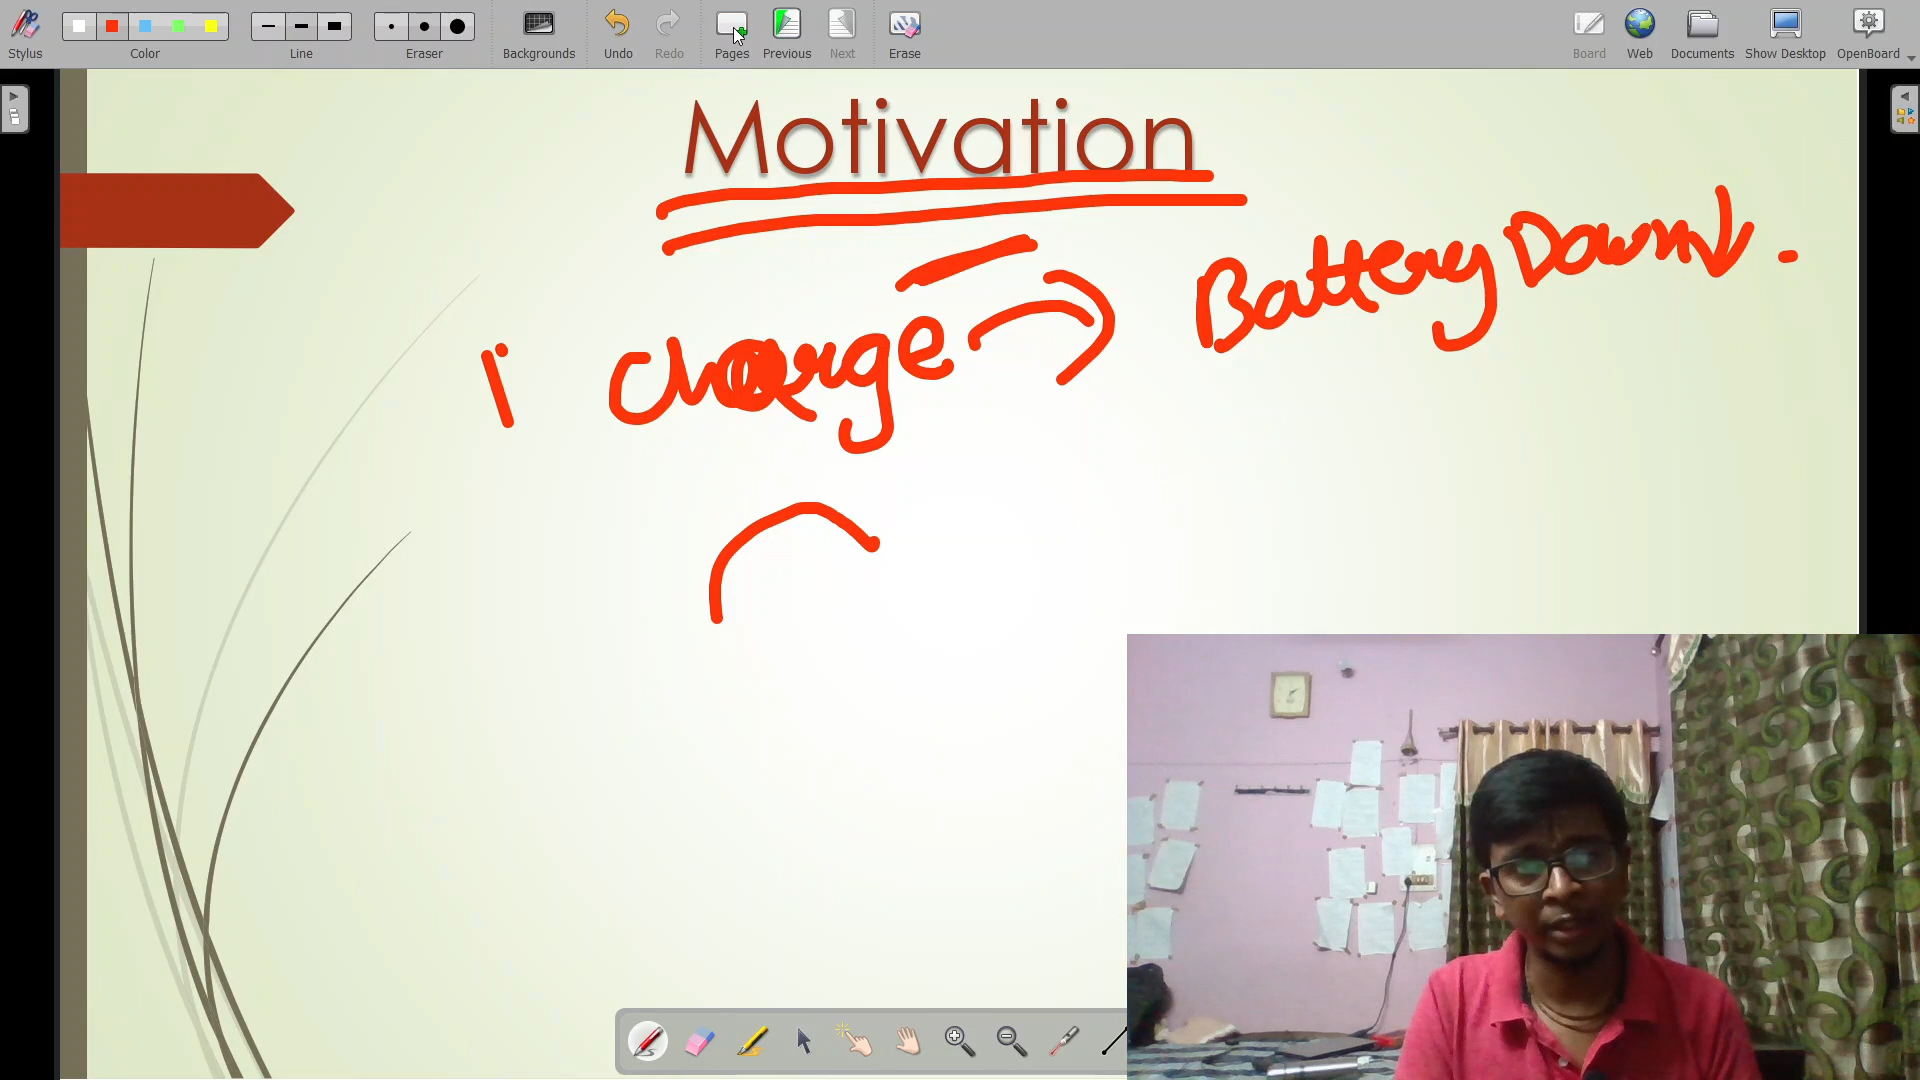 Stylus Color Line Eraser Backgrounds Undo Redo Pages Previous Next Erase Board Web Documents Show Desktop OpenBoard
Motivation
1 charge → Battery Down ↓ .